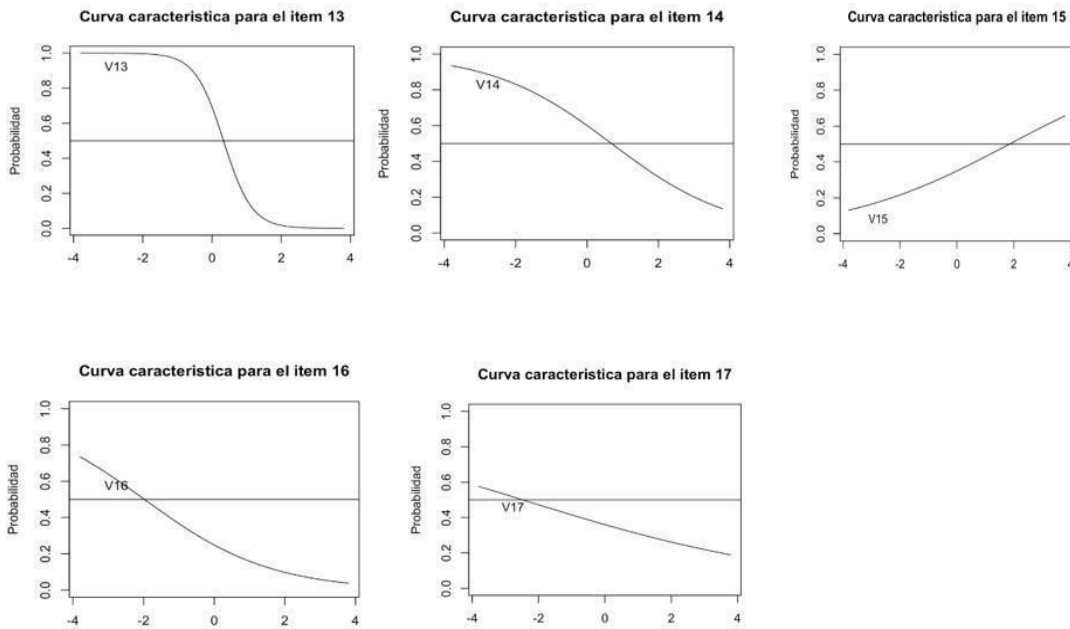 Curva caracteristica para el item 13
Probabilidad
0.0 0.2 0.4 0.6 0.8 1.0
V13
-4 -2 0 2 4
Curva caracteristica para el item 14
Probabilidad
0.0 0.2 0.4 0.6 0.8 1.0
V14
-4 -2 0 2 4
Curva caracteristica para el item 15
Probabilidad
0.0 0.2 0.4 0.6 0.8 1.0
V15
-4 -2 0 2 4
Curva caracteristica para el item 16
Probabilidad
0.0 0.2 0.4 0.6 0.8 1.0
V16
-4 -2 0 2 4
Curva caracteristica para el item 17
Probabilidad
0.0 0.2 0.4 0.6 0.8 1.0
V17
-4 -2 0 2 4